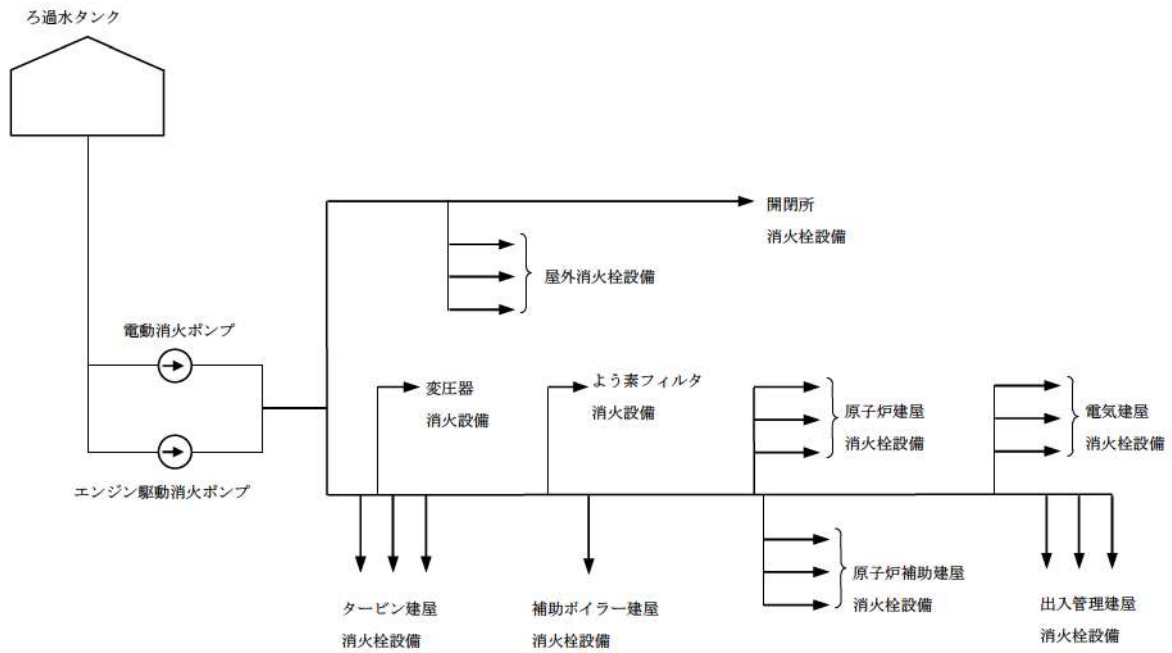 ろ過水タンク
開閉所
消火栓設備
屋外消火栓設備
電動消火ポンプ
エンジン駆動消火ポンプ
変圧器
消火設備
よう素フィルタ
消火設備
原子炉建屋
消火栓設備
電気建屋
消火栓設備
タービン建屋
消火栓設備
補助ボイラー建屋
消火栓設備
原子炉補助建屋
消火栓設備
出入管理建屋
消火栓設備